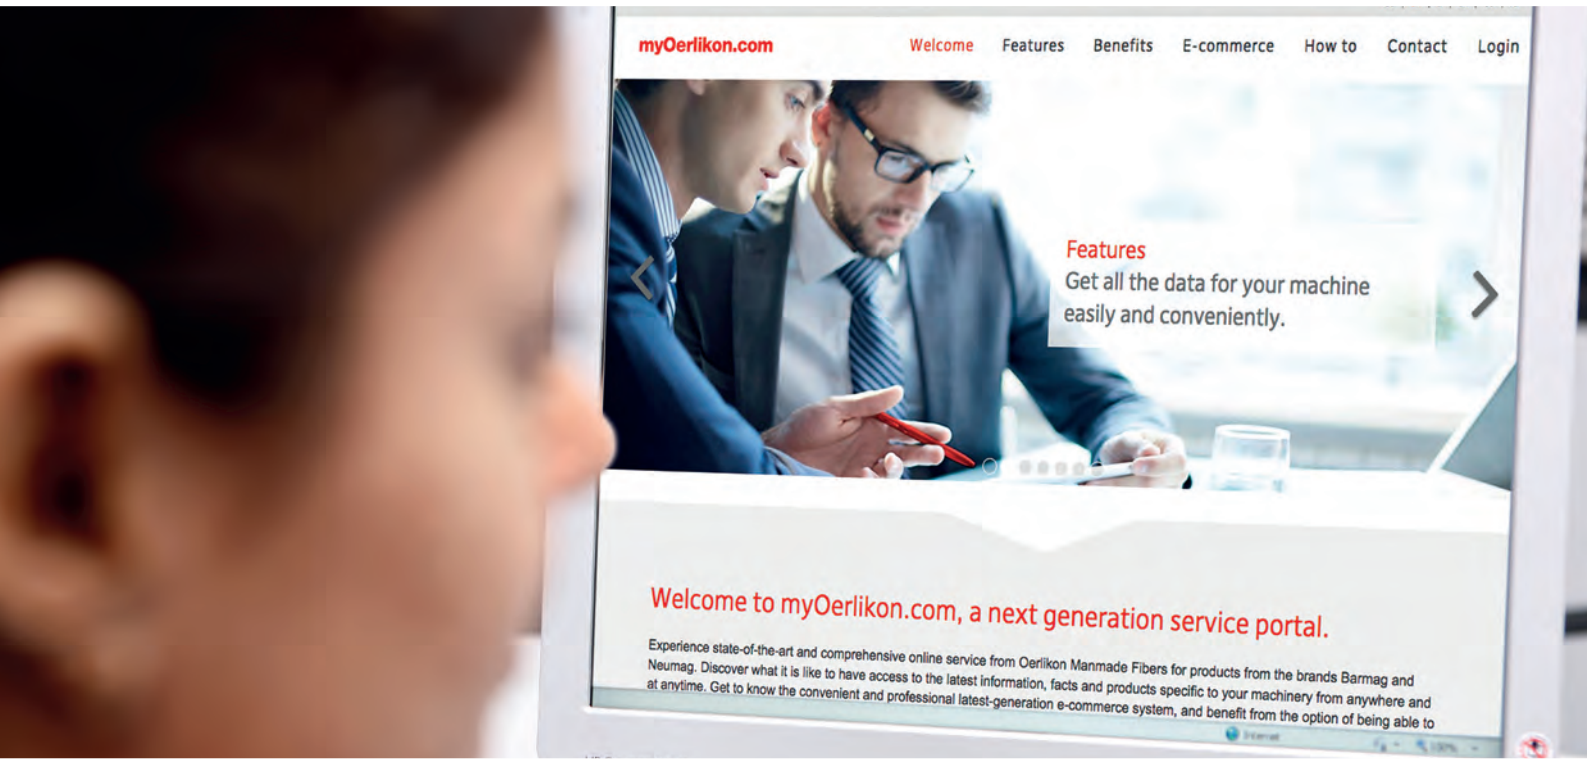 myOerlikon.com Welcome Features Benefits E-commerce How to Contact Login
Features
Get all the data for your machine
easily and conveniently.
Welcome to myOerlikon.com, a next generation service portal.
Experience state-of-the-art and comprehensive online service from Oerlikon Manmade Fibers for products from the brands Barmag and
Neumag. Discover what it is like to have access to the latest information, facts and products specific to your machinery from anywhere and
at anytime. Get to know the convenient and professional latest-generation e-commerce system, and benefit from the option of being able to
Internet
100%